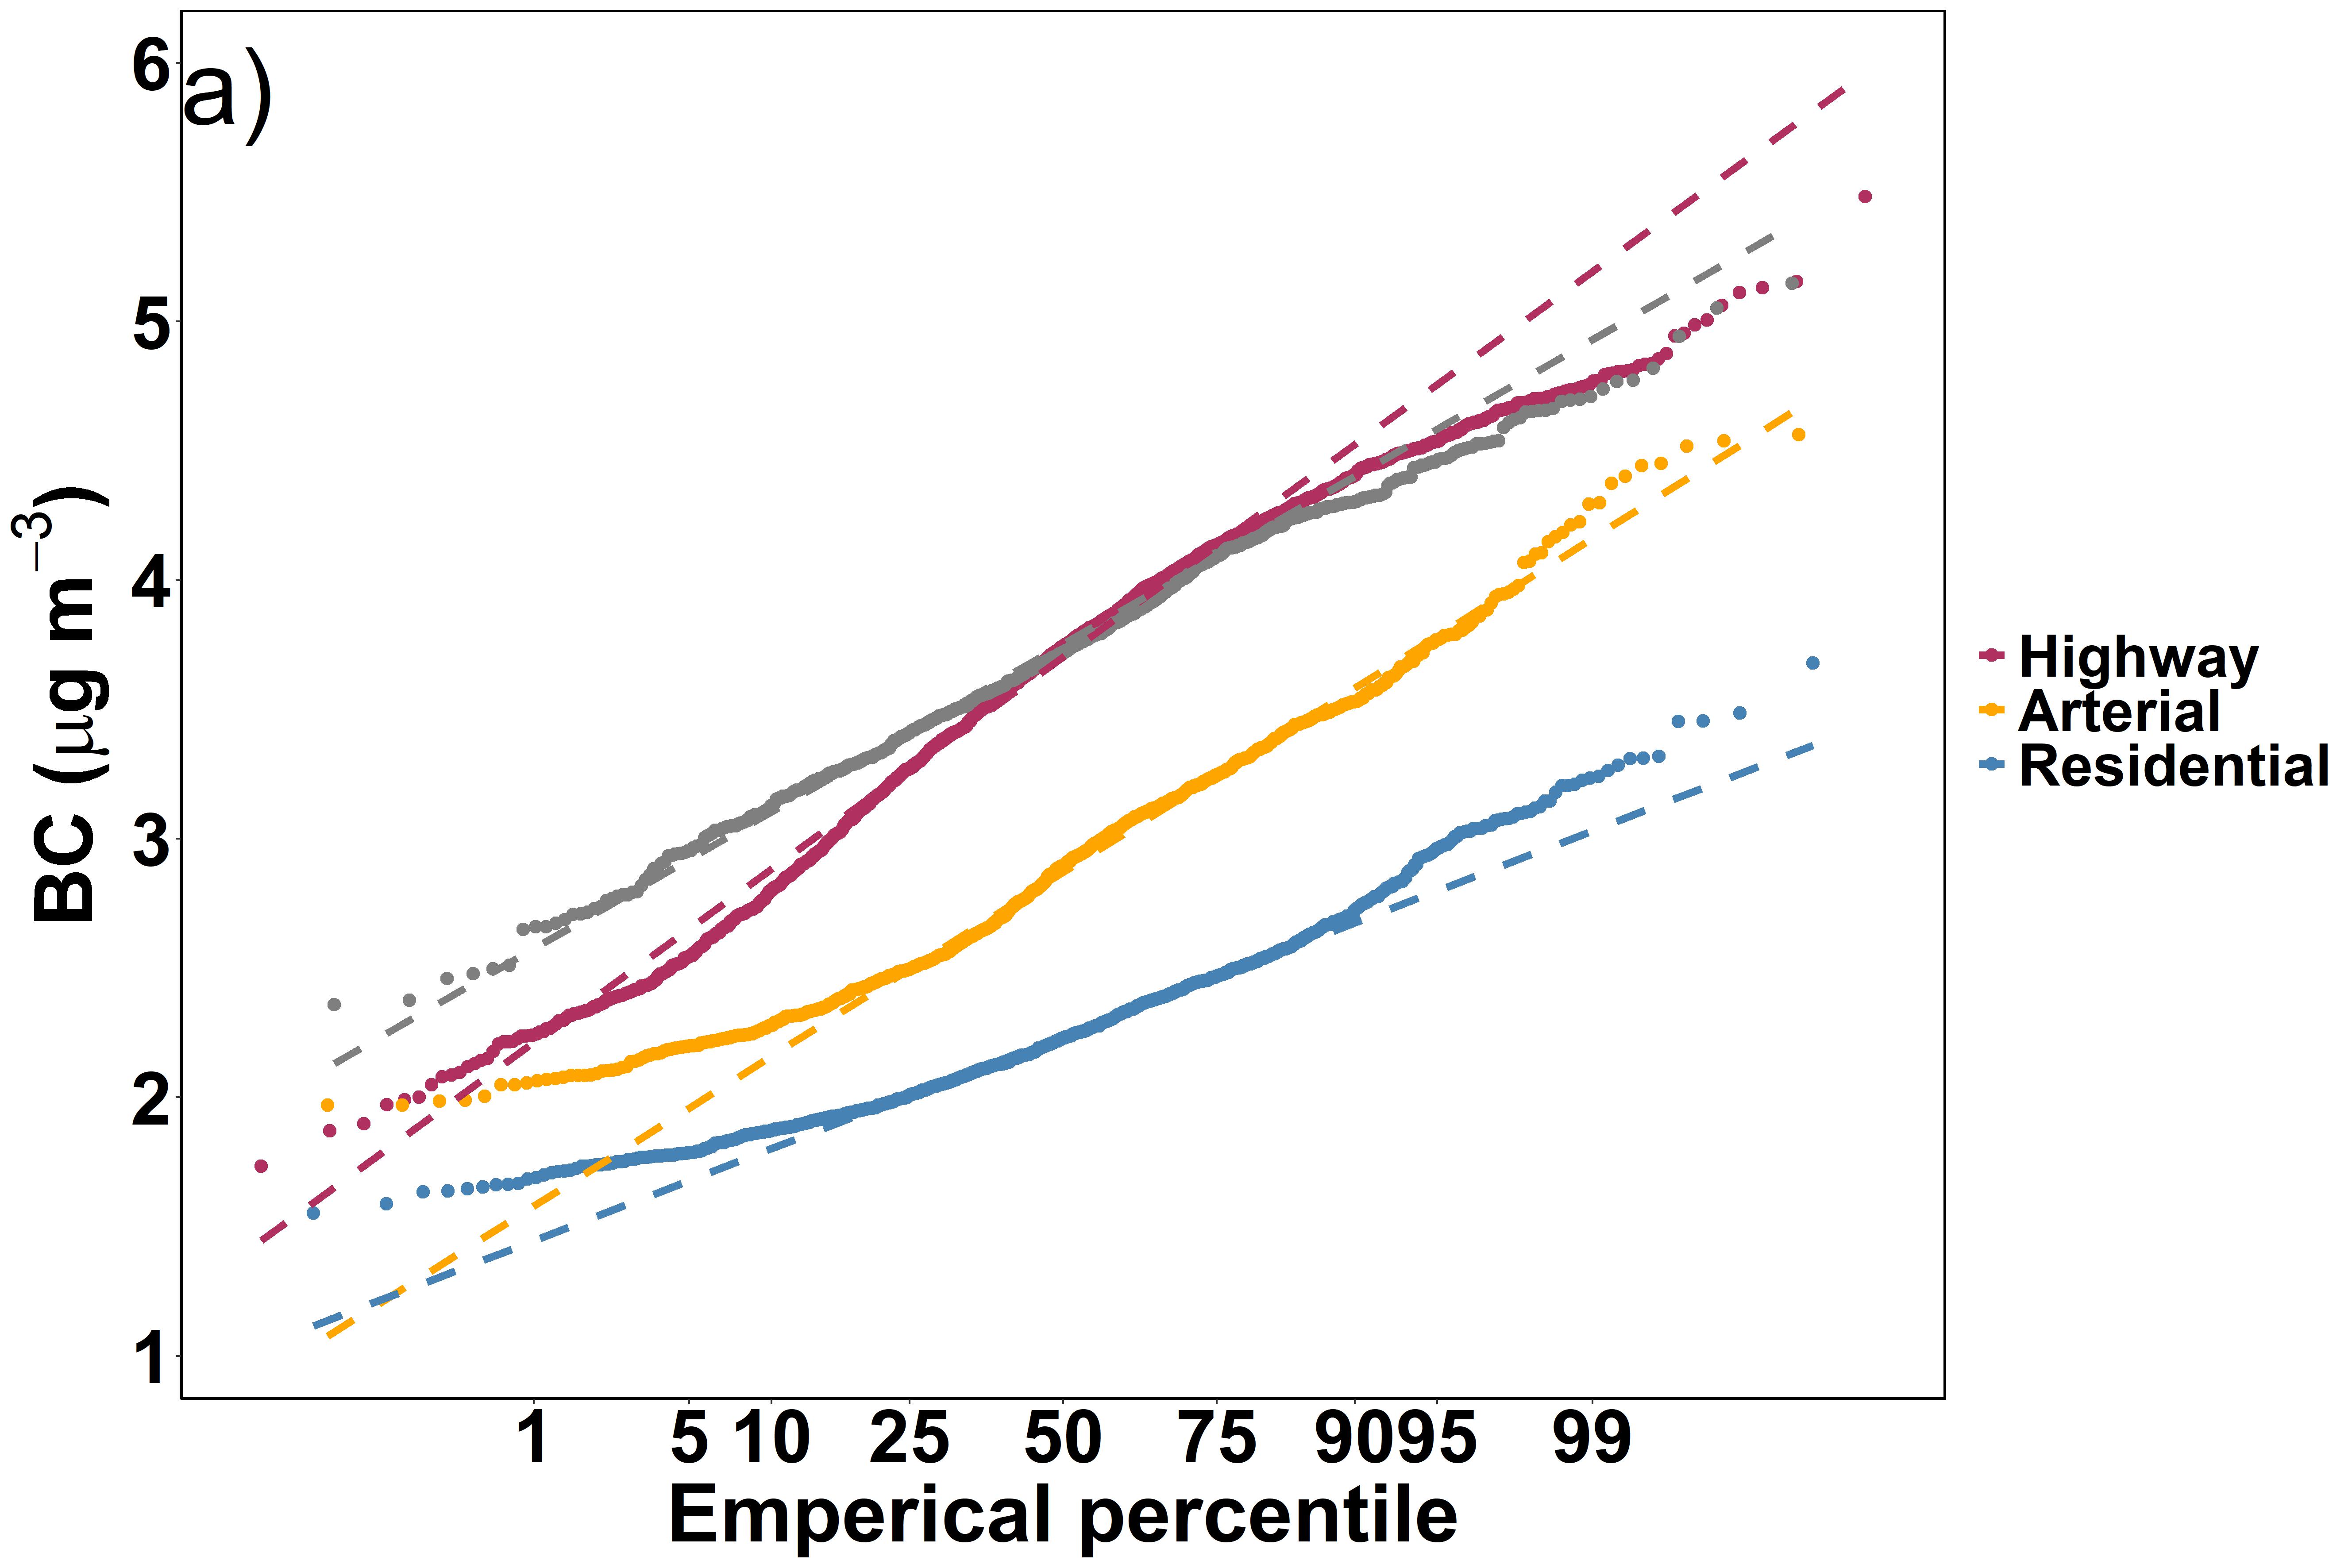 a)
6
5
4
3
2
1
BC (μg m⁻³)
1 5 10 25 50 75 90 95 99
Emperical percentile
Highway
Arterial
Residential